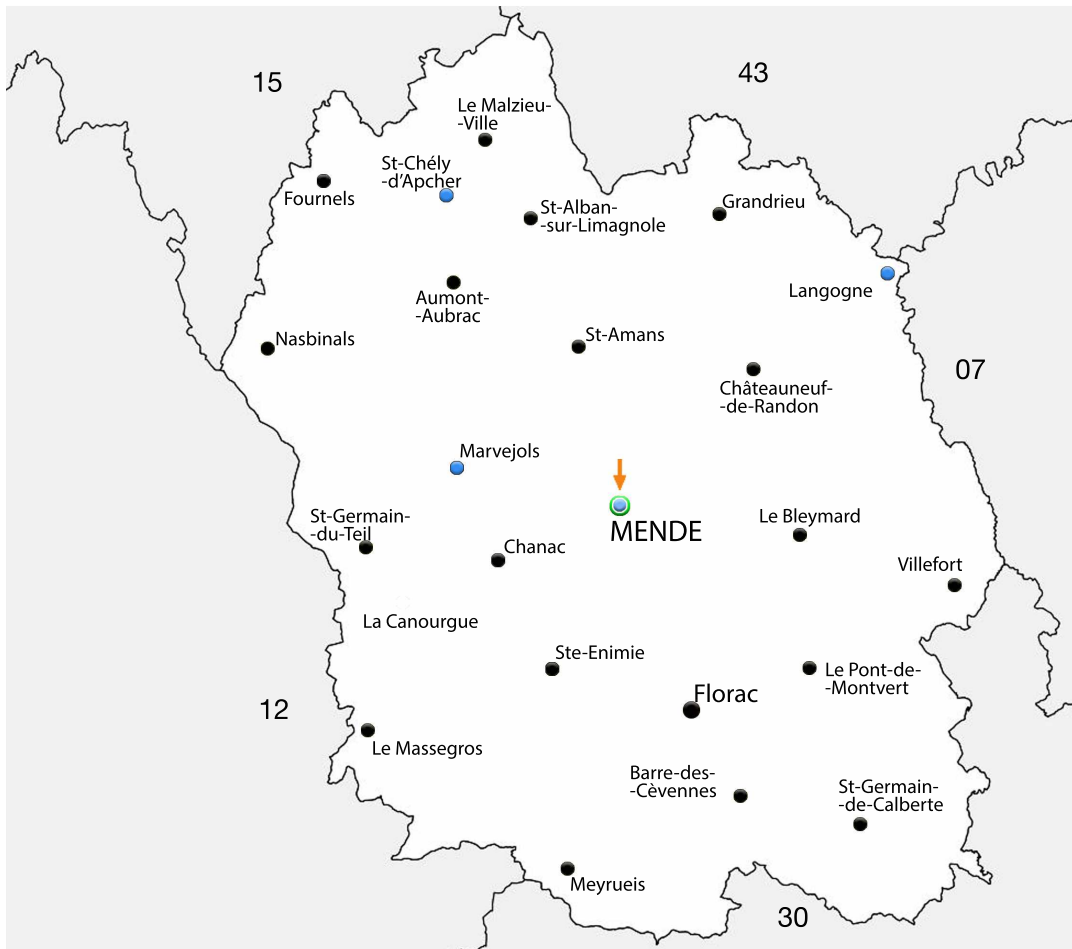 15
43
Le Malzieu-
-Ville
St-Chély
-d'Apcher
Fournels
St-Alban-
-sur-Limagnole
Grandrieu
Langogne
Aumont-
-Aubrac
Nasbinals
St-Amans
07
Châteauneuf-
-de-Randon
Marvejols
St-Germain-
-du-Teil
MENDE
Le Bleymard
Chanac
Villefort
La Canourgue
Ste-Enimie
Le Pont-de-
-Montvert
Florac
12
Le Massegros
Barre-des-
-Cèvennes
St-Germain-
-de-Calberte
Meyrueis
30